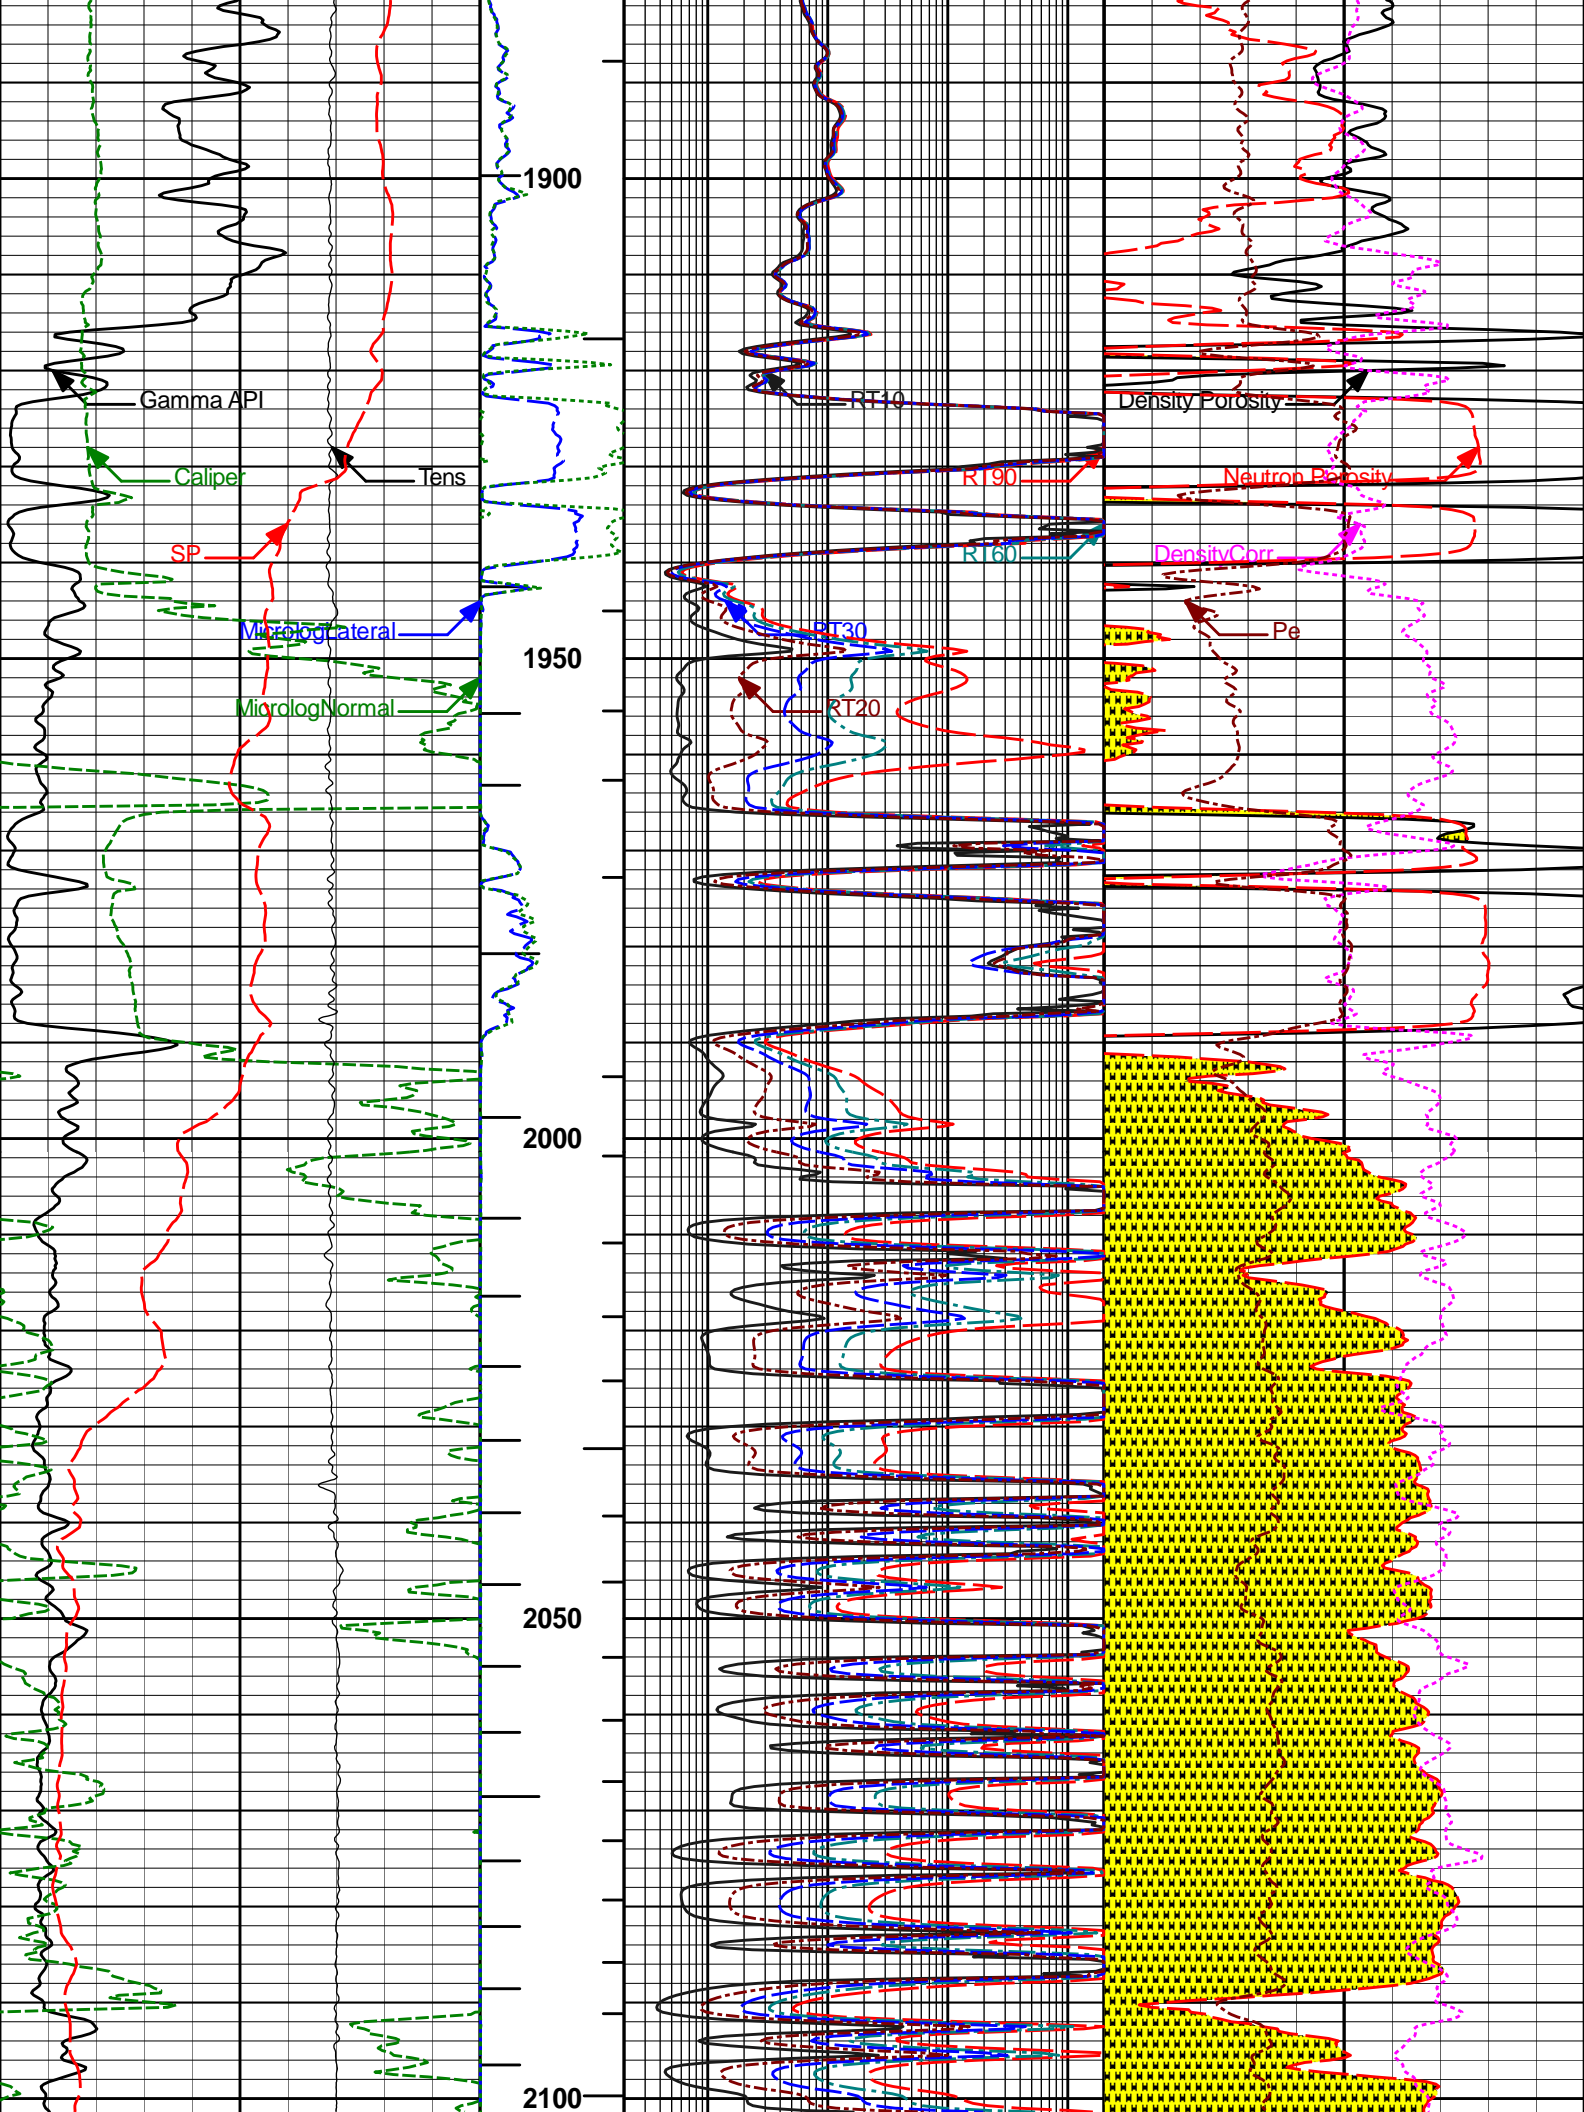 1900
Gamma API
RT10
Density Porosity
Caliper
Tens
RT90
Neutron Porosity
SP
RT60
DensityCorr
MicrologLateral
RT30
Pe
1950
MicrologNormal
RT20
2000
2050
2100